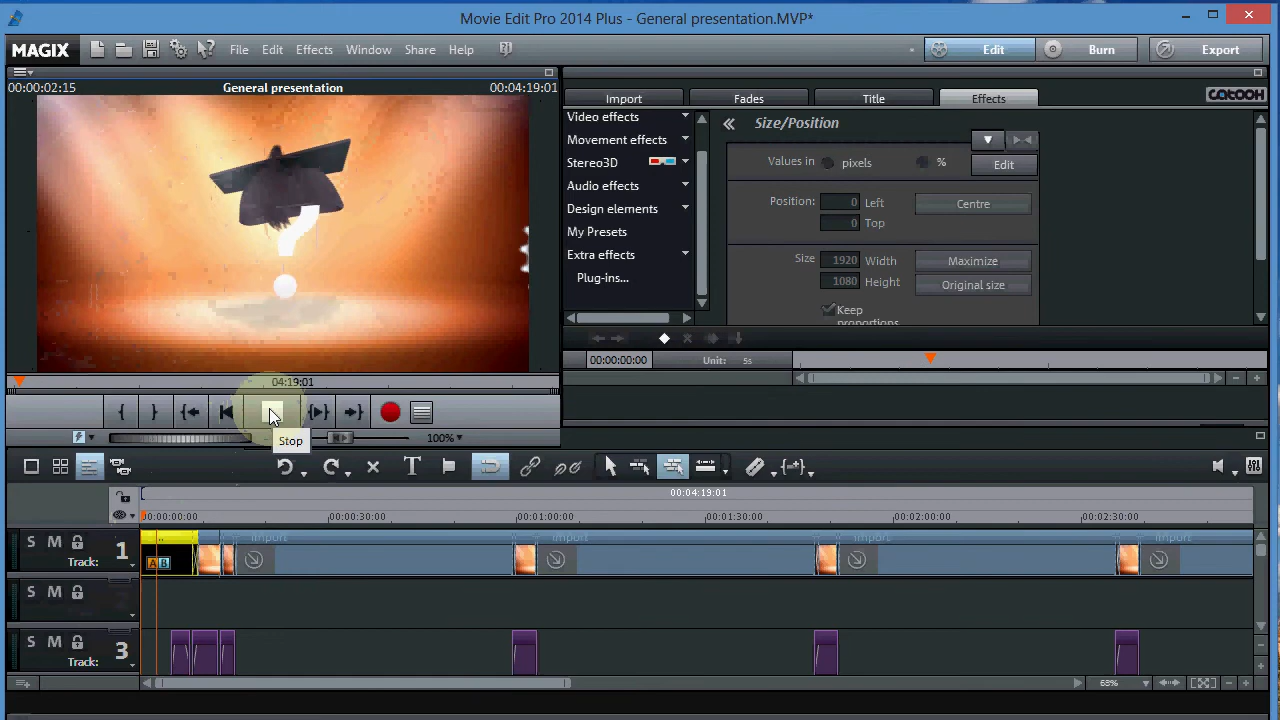 Movie Edit Pro 2014 Plus - General presentation.MVP*
MAGIX File Edit Effects Window Share Help Edit Burn Export
00:00:02:15 General presentation 00:04:19:01
Import Fades Title Effects CATOOH
Video effects
Movement effects
Stereo3D
Audio effects
Design elements
My Presets
Extra effects
Plug-ins...
Size/Position
Values in pixels % Edit
Position: 0 Left Centre
0 Top
Size 1920 Width Maximize
1080 Height Original size
Keep
proportions
?
00:00:00:00 Unit: 5s
04:19:01
Stop
100%
00:04:19:01
00:00:00:00 00:00:30:00 00:01:00:00 00:01:30:00 00:02:00:00 00:02:30:00
S M 1
Track:
.. A B Import Import Import Import
S M
S M 3
Track:
68%